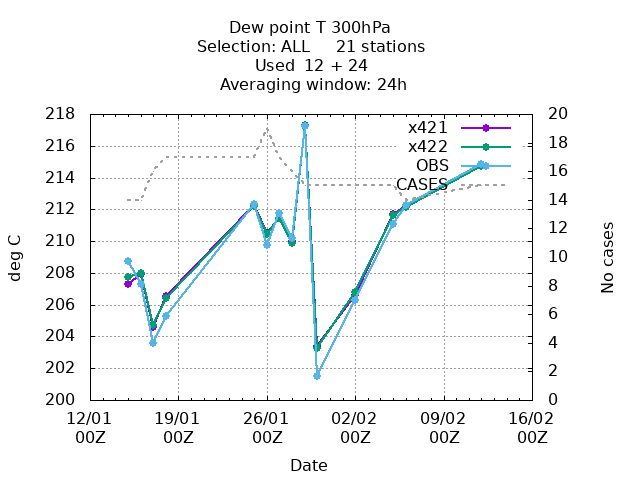 Dew point T 300hPa
Selection: ALL 21 stations
Used 12 + 24
Averaging window: 24h
218
216
214
212
210
208
206
204
202
200
deg C
20
18
16
14
12
10
8
6
4
2
0
No cases
x421
x422
OBS
CASES
12/01 19/01 26/01 02/02 09/02 16/02
00Z 00Z 00Z 00Z 00Z 00Z
Date